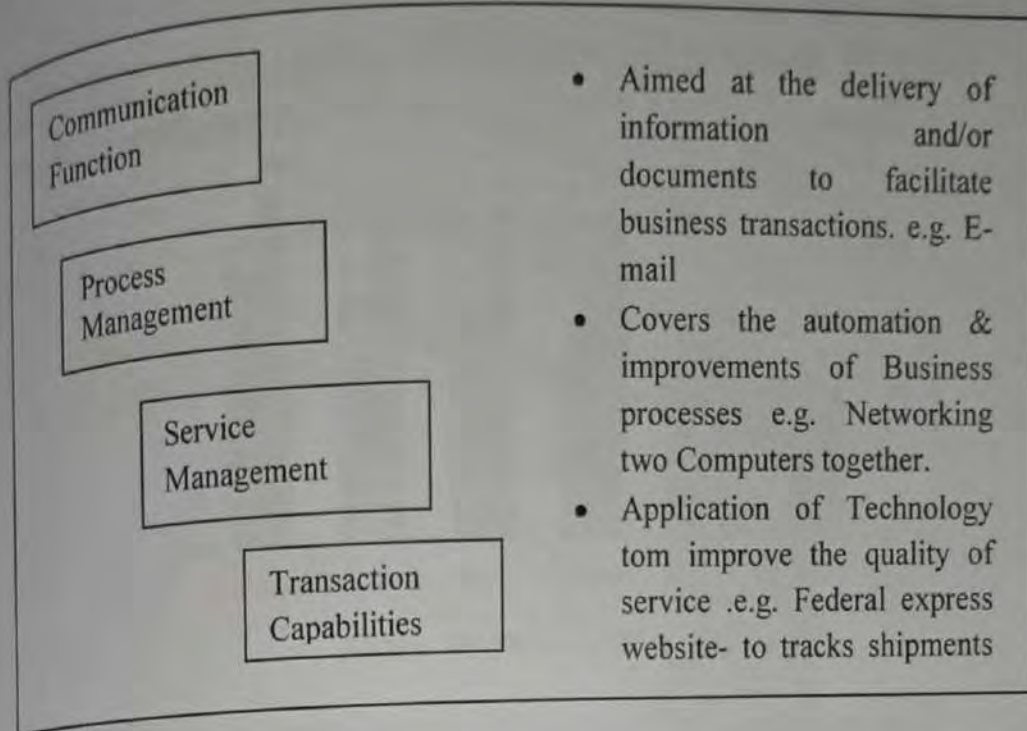 Communication
Function
Process
Management
Service
Management
Transaction
Capabilities
• Aimed at the delivery of
information and/or
documents to facilitate
business transactions. e.g. E-
mail
• Covers the automation &
improvements of Business
processes e.g. Networking
two Computers together.
• Application of Technology
tom improve the quality of
service .e.g. Federal express
website- to tracks shipments